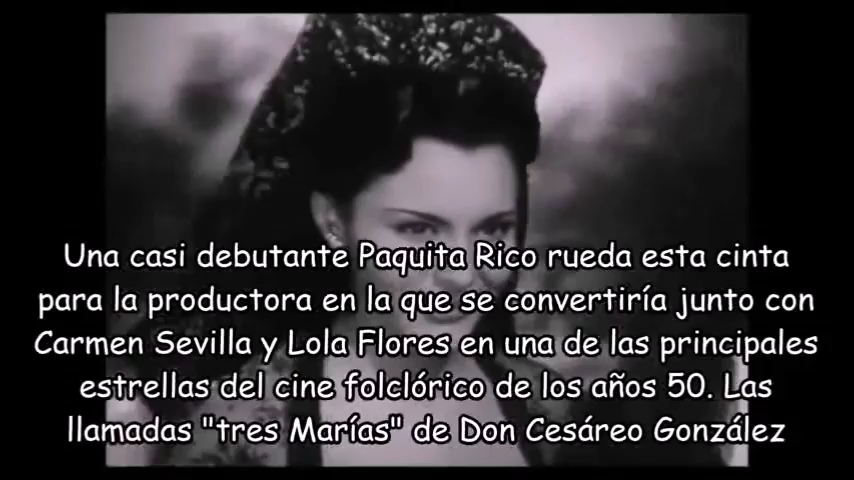 Una casi debutante Paquita Rico rueda esta cinta
para la productora en la que se convertiría junto con
Carmen Sevilla y Lola Flores en una de las principales
estrellas del cine folclórico de los años 50. Las
llamadas "tres Marías" de Don Cesáreo González